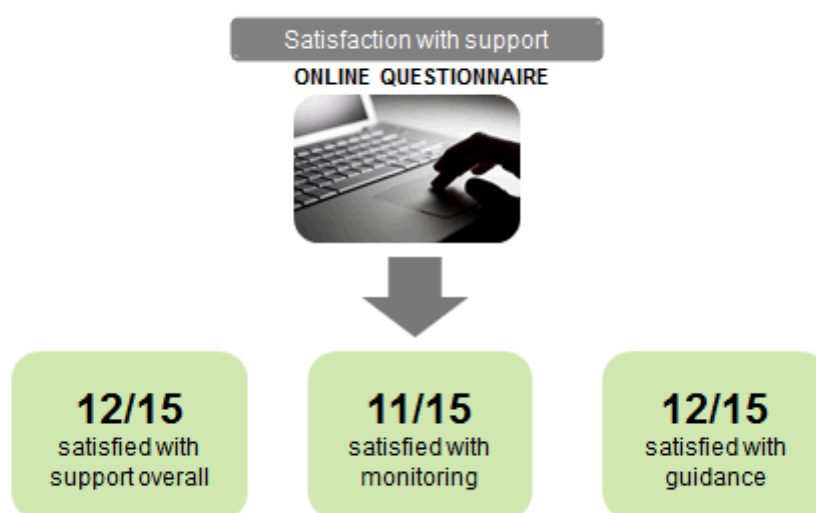 Satisfaction with support
ONLINE QUESTIONNAIRE
12/15
satisfied with
support overall
11/15
satisfied with
monitoring
12/15
satisfied with
guidance